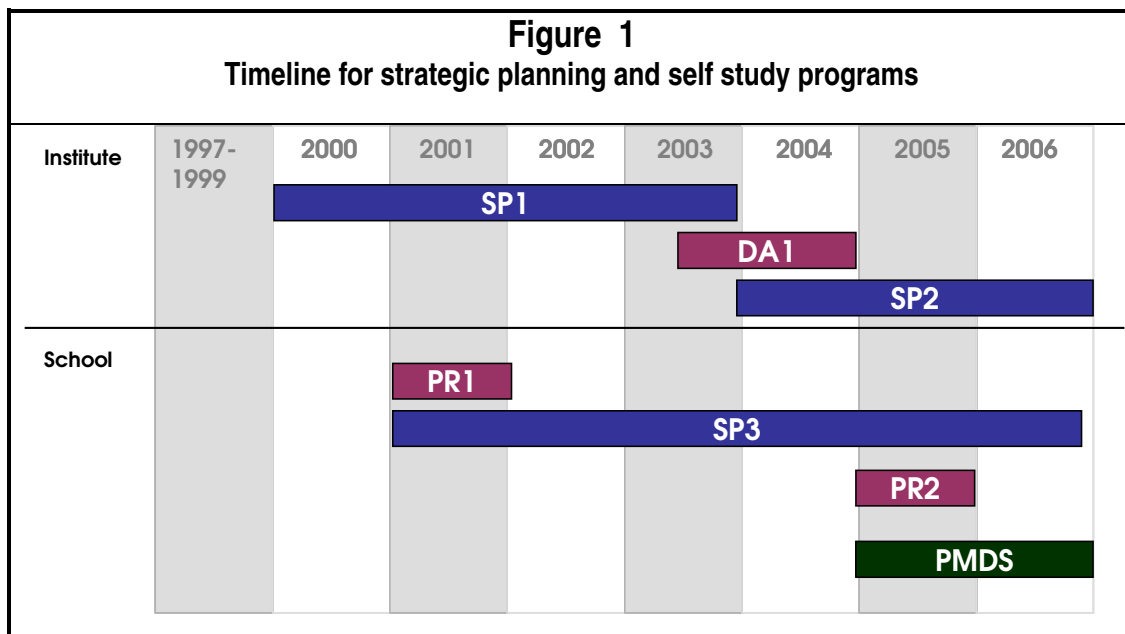 Figure 1
Timeline for strategic planning and self study programs
Institute
1997-
1999
2000
2001
2002
2003
2004
2005
2006
SP1
DA1
SP2
School
PR1
SP3
PR2
PMDS